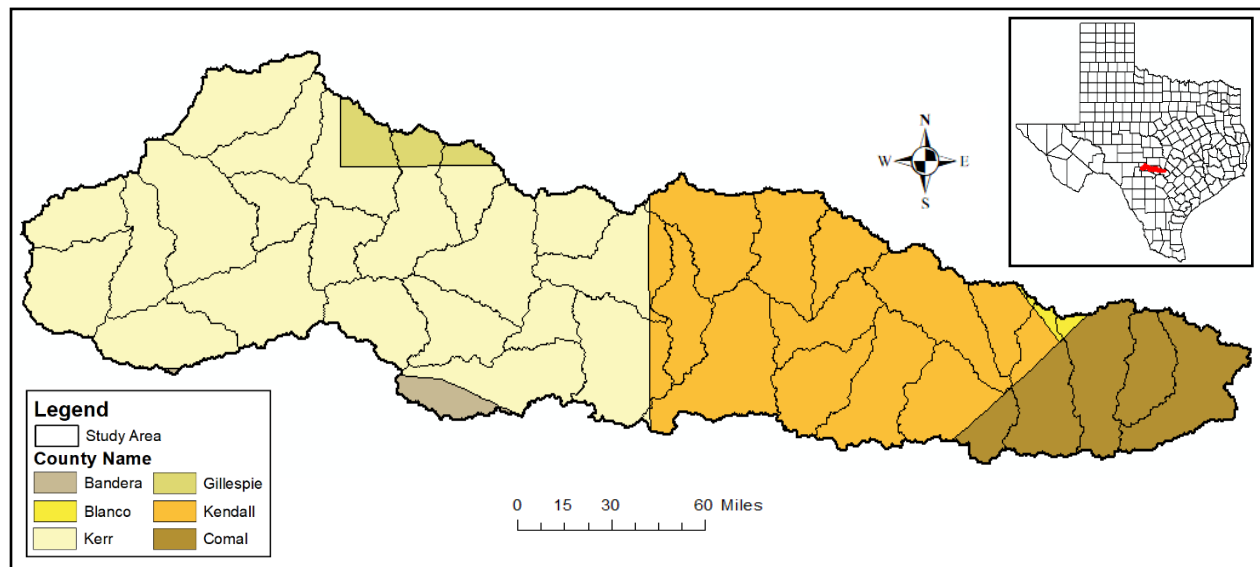 N
W E
S
Legend
Study Area
County Name
Bandera Gillespie
Blanco Kendall
Kerr Comal
0 15 30 60 Miles